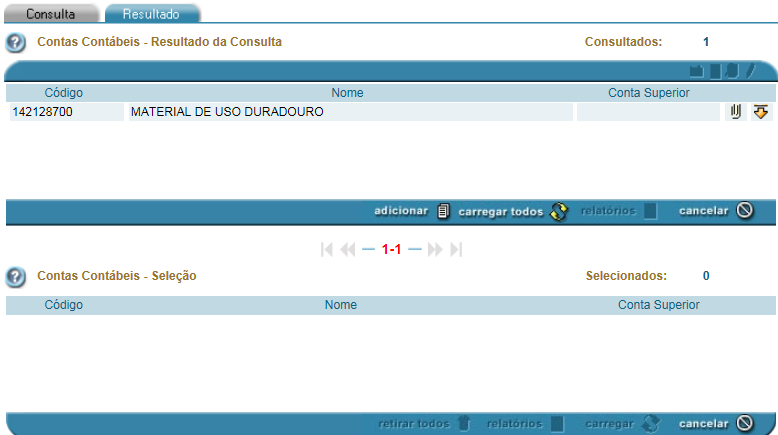 Consulta Resultado
Contas Contábeis - Resultado da Consulta Consultados: 1
Código Nome Conta Superior
142128700 MATERIAL DE USO DURADOURO
adicionar carregar todos relatórios cancelar
1-1
Contas Contábeis - Seleção Selecionados: 0
Código Nome Conta Superior
retirar todos relatórios carregar cancelar